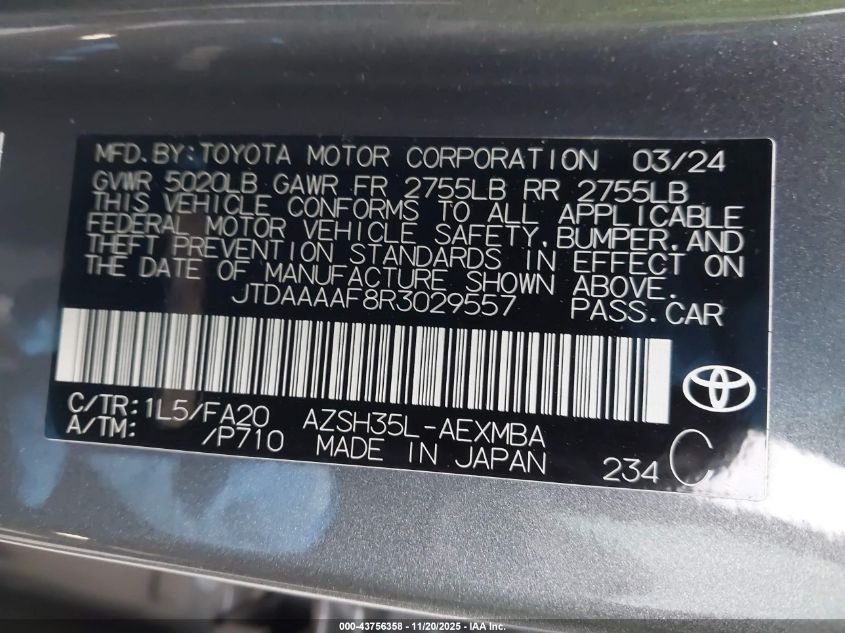 MFD.BY:TOYOTA MOTOR CORPORATION 03/24
GVWR 5020LB GAWR FR 2755LB RR 2755LB
THIS VEHICLE CONFORMS TO ALL APPLICABLE
FEDERAL MOTOR VEHICLE SAFETY,BUMPER,AND
THEFT PREVENTION STANDARDS IN EFFECT ON
THE DATE OF MANUFACTURE SHOWN ABOVE.
JTDAAAAF8R3029557 PASS.CAR
C/TR:1L5/FA20 AZSH35L-AEXMBA
A/TM: /P710 MADE IN JAPAN 234 C
000-43756358 - 11/20/2025 - IAA Inc.